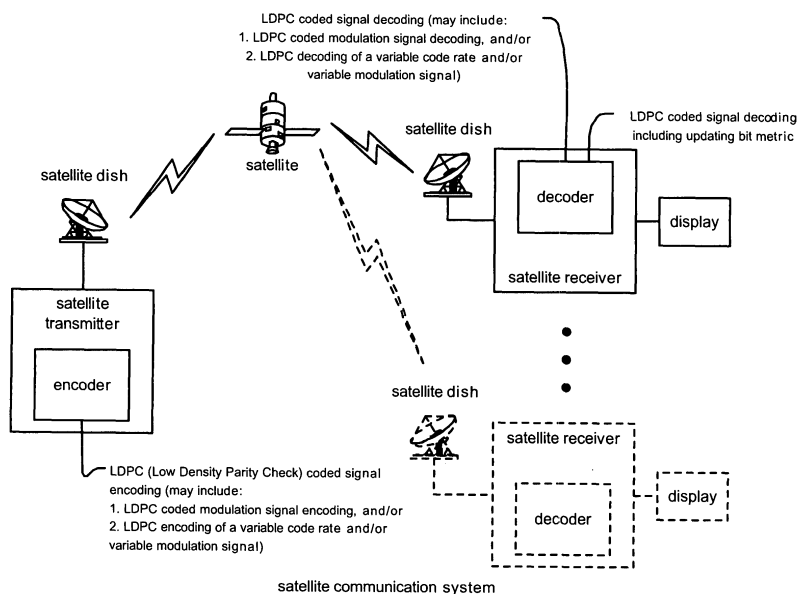 LDPC coded signal decoding (may include:
1. LDPC coded modulation signal decoding, and/or
2. LDPC decoding of a variable code rate and/or
variable modulation signal)
LDPC coded signal decoding
including updating bit metric
satellite dish
satellite
satellite dish
decoder
display
satellite receiver
satellite
transmitter
encoder
satellite dish
satellite receiver
decoder
display
LDPC (Low Density Parity Check) coded signal
encoding (may include:
1. LDPC coded modulation signal encoding, and/or
2. LDPC encoding of a variable code rate and/or
variable modulation signal)
satellite communication system